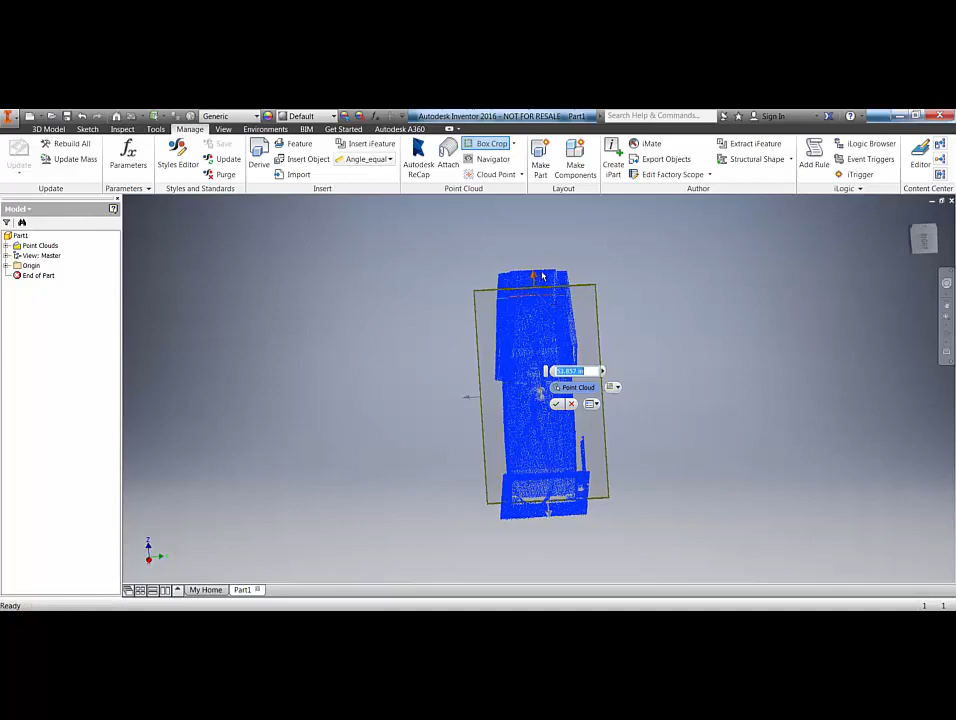 Generic
Default
Autodesk Inventor 2016 - NOT FOR RESALE Part1
Search Help & Commands...
Sign In
3D Model Sketch Inspect Tools Manage View Environments BIM Get Started Autodesk A360
Update
Rebuild All
Update Mass
Parameters
Styles Editor
Save
Update
Purge
Derive
Feature
Insert Object
Import
Insert iFeature
Angle_equal
Autodesk ReCap
Attach
Box Crop
Navigator
Cloud Point
Make Part
Make Components
Create iPart
iMate
Export Objects
Edit Factory Scope
Extract iFeature
Structural Shape
Add Rule
iLogic Browser
Event Triggers
iTrigger
Editor
Update Parameters Styles and Standards Insert Point Cloud Layout Author iLogic Content Center
Model
Part1
Point Clouds
View: Master
Origin
End of Part
RIGHT
Point Cloud
Z
My Home Part1
Ready 1 1